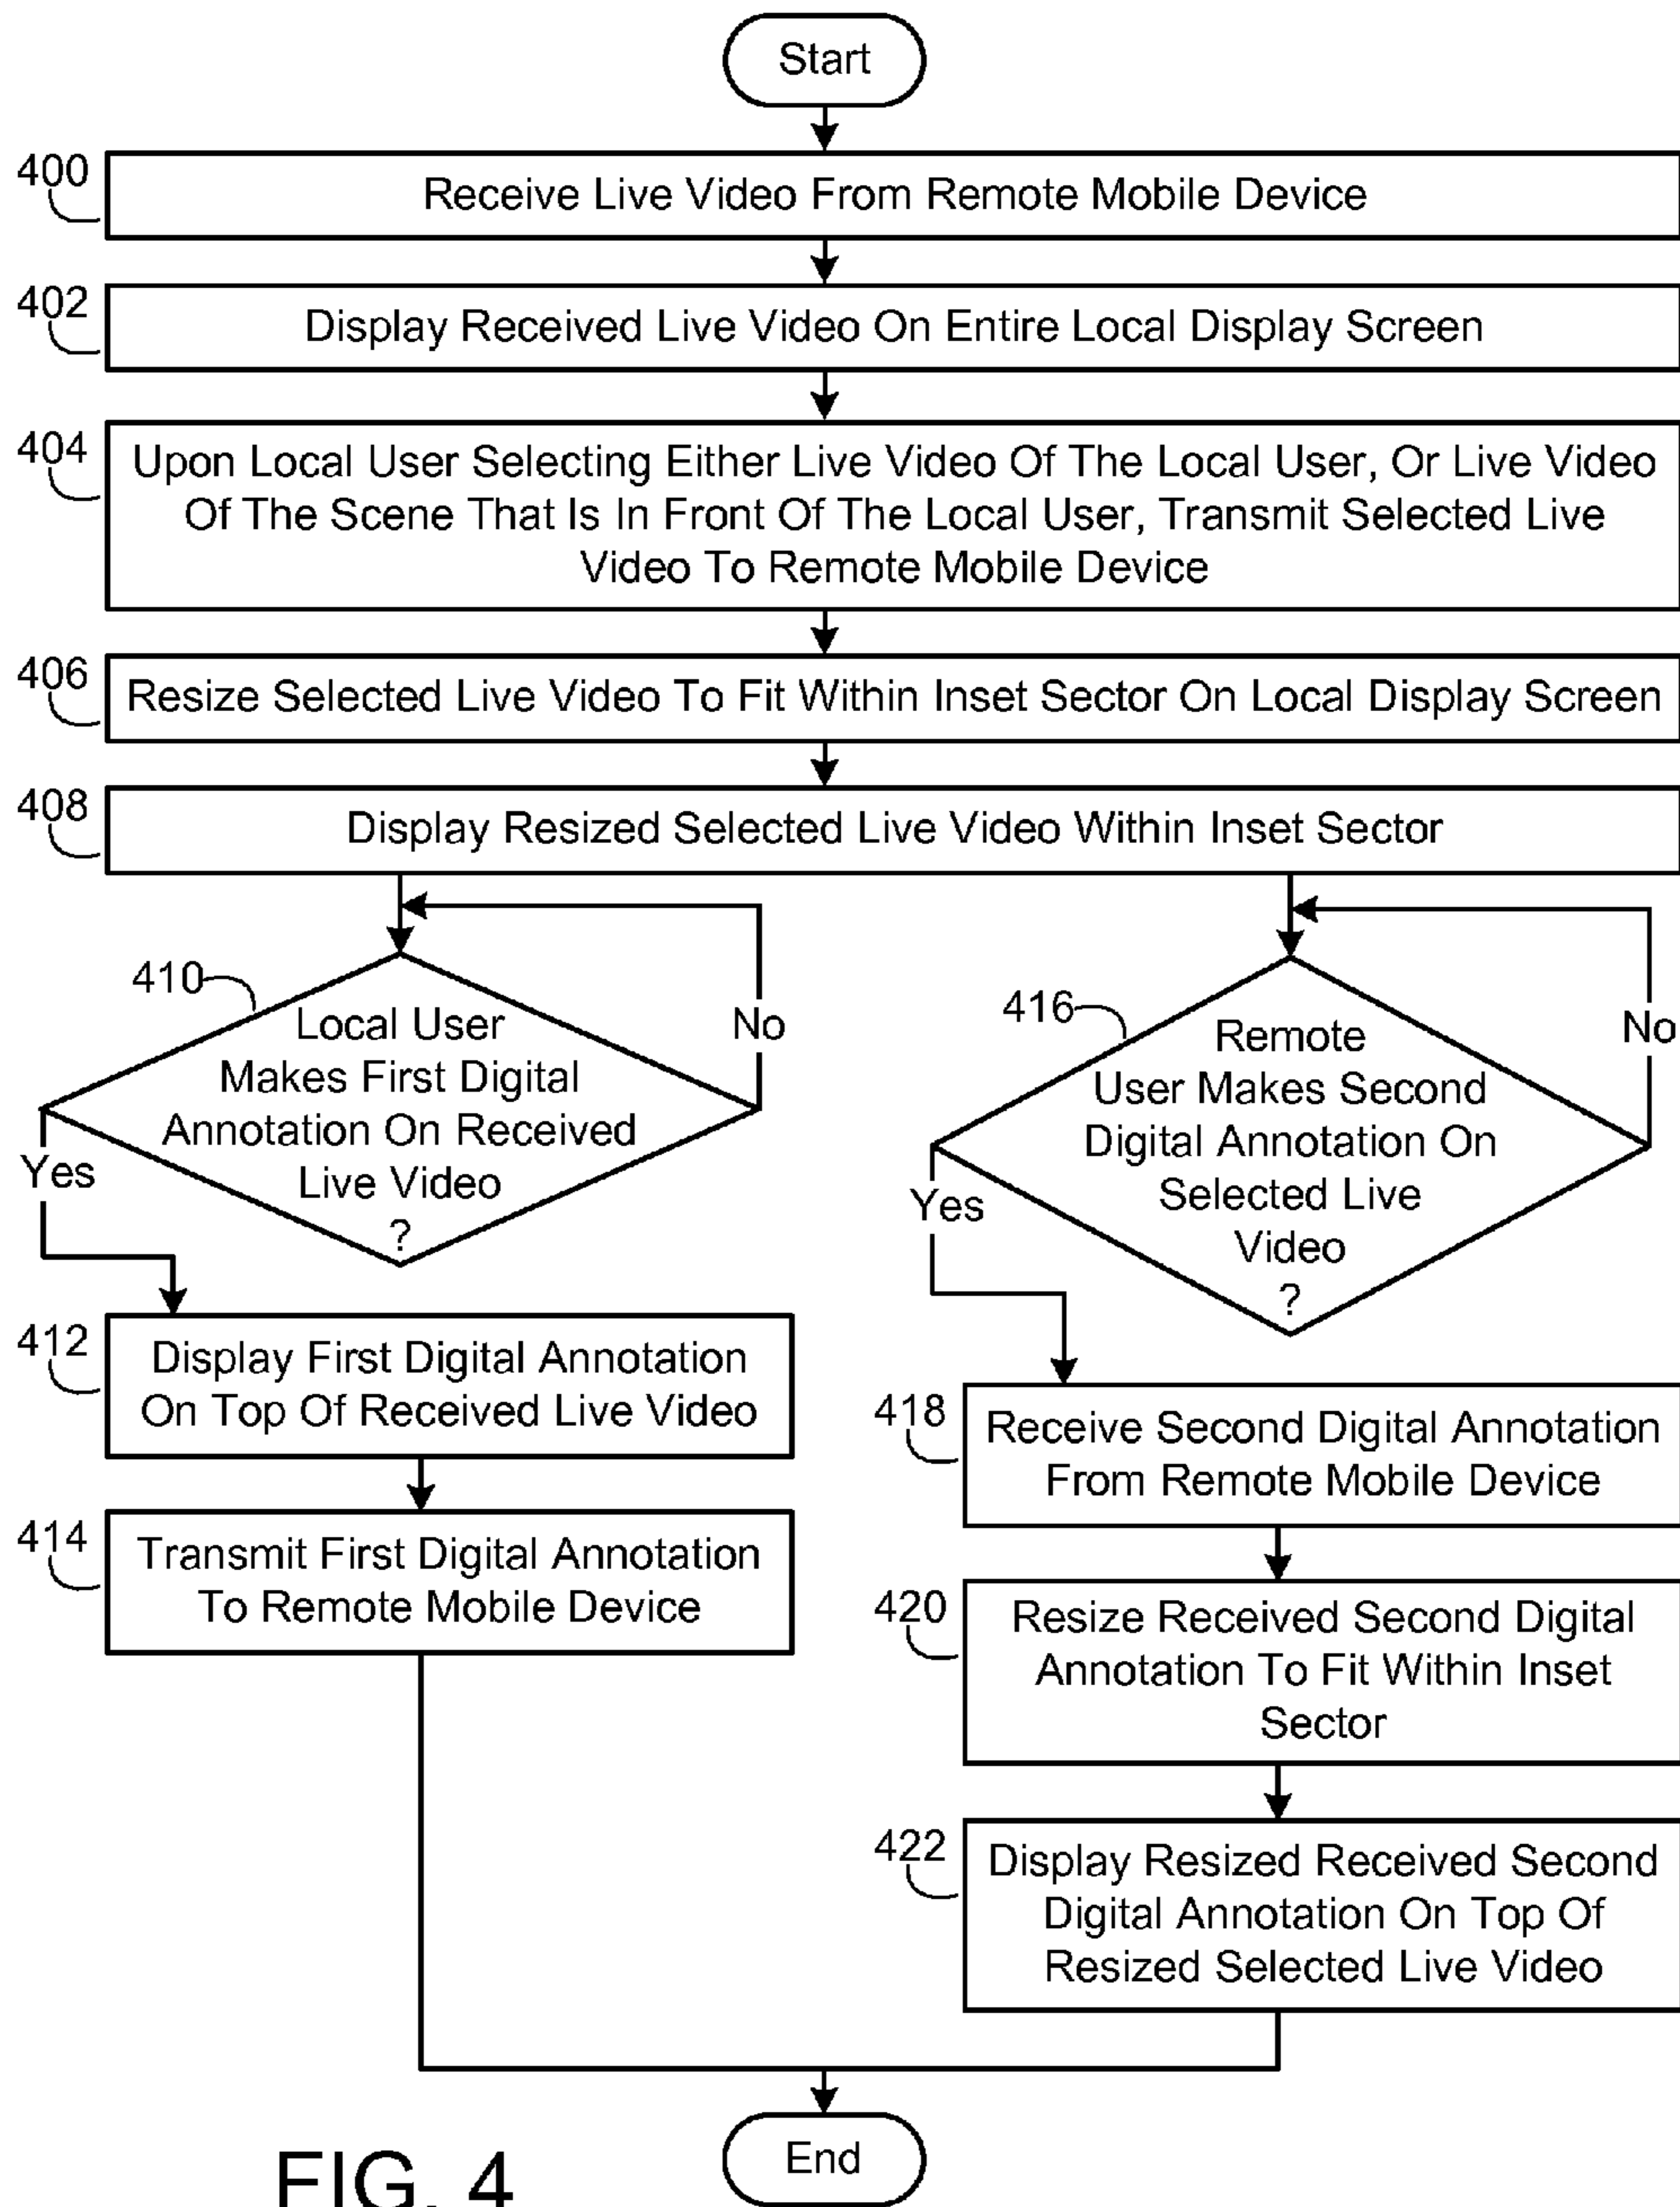 Start
400
Receive Live Video From Remote Mobile Device
402
Display Received Live Video On Entire Local Display Screen
404
Upon Local User Selecting Either Live Video Of The Local User, Or Live Video
Of The Scene That Is In Front Of The Local User, Transmit Selected Live
Video To Remote Mobile Device
406
Resize Selected Live Video To Fit Within Inset Sector On Local Display Screen
408
Display Resized Selected Live Video Within Inset Sector
410
Local User
Makes First Digital
Annotation On Received
Live Video
?
No
Yes
412
Display First Digital Annotation
On Top Of Received Live Video
414
Transmit First Digital Annotation
To Remote Mobile Device
416
Remote
User Makes Second
Digital Annotation On
Selected Live
Video
?
No
Yes
418
Receive Second Digital Annotation
From Remote Mobile Device
420
Resize Received Second Digital
Annotation To Fit Within Inset
Sector
422
Display Resized Received Second
Digital Annotation On Top Of
Resized Selected Live Video
End
FIG. 4